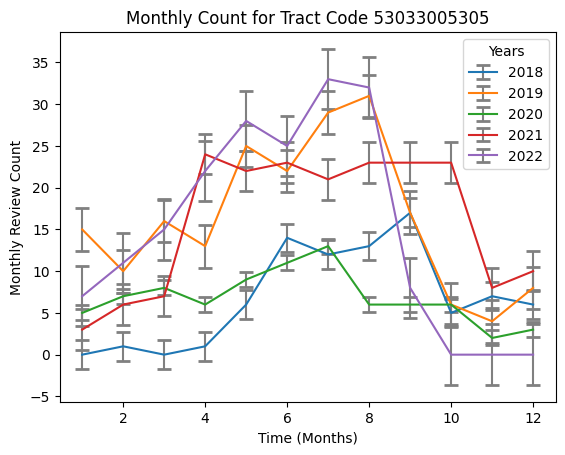 Monthly Count for Tract Code 53033005305
Years
2018
2019
2020
2021
2022
Monthly Review Count
35
30
25
20
15
10
5
0
−5
2 4 6 8 10 12
Time (Months)